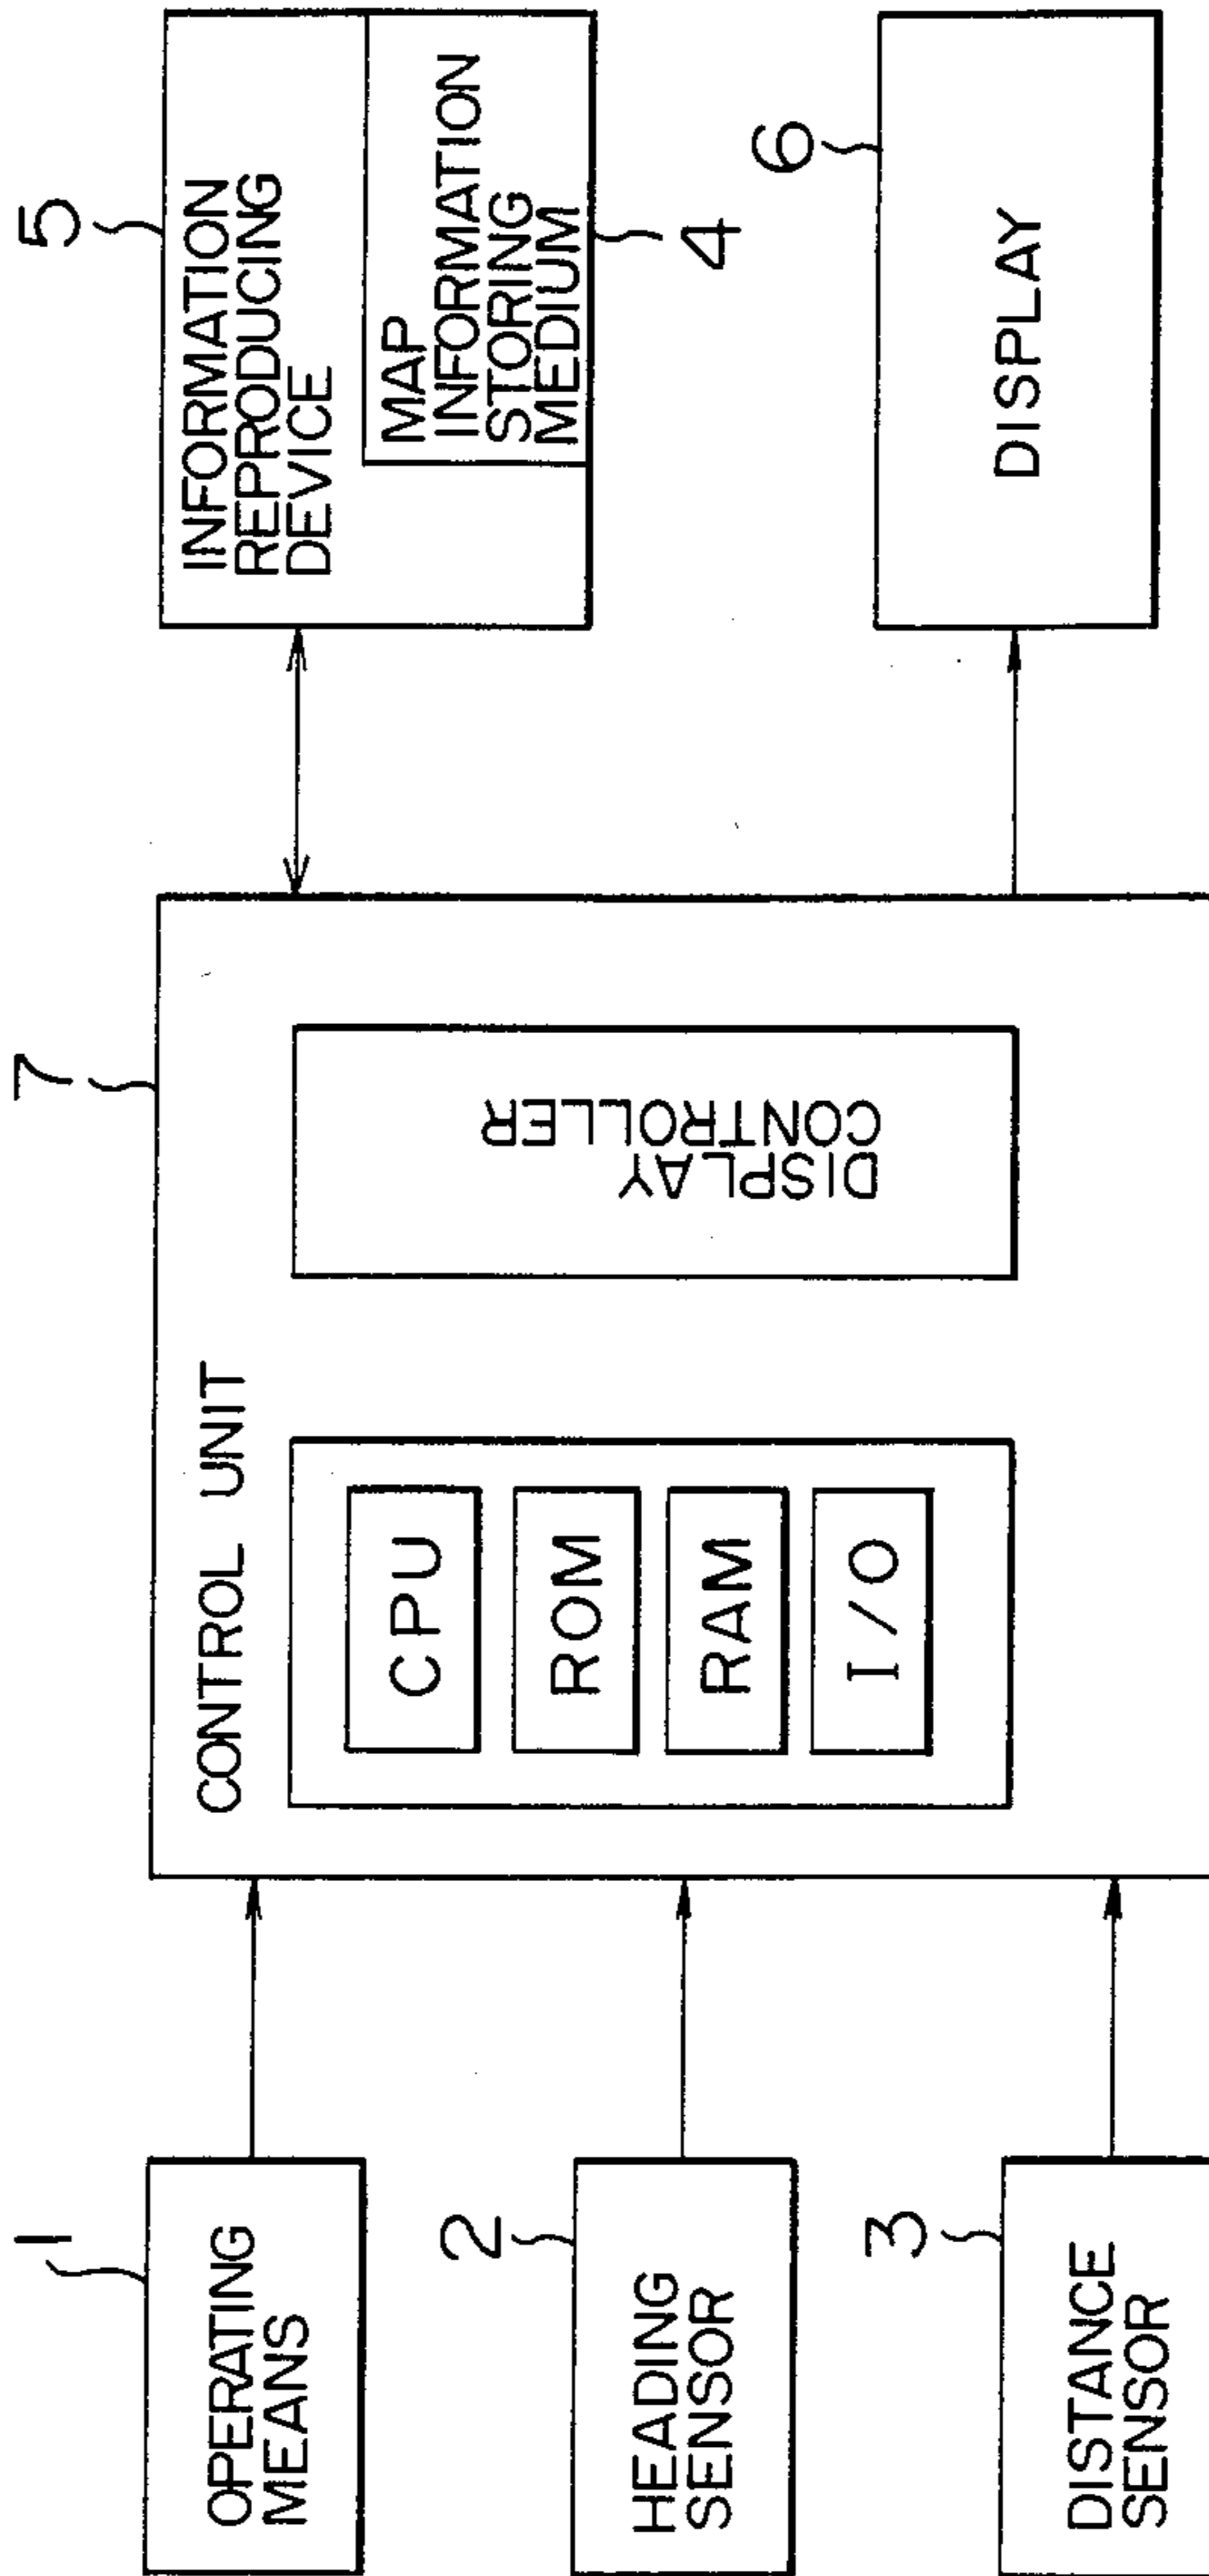 1
OPERATING
MEANS
2
HEADING
SENSOR
3
DISTANCE
SENSOR
7
CONTROL UNIT
CPU
ROM
RAM
I/O
DISPLAY
CONTROLLER
5
INFORMATION
REPRODUCING
DEVICE
MAP
INFORMATION
STORING
MEDIUM
4
6
DISPLAY